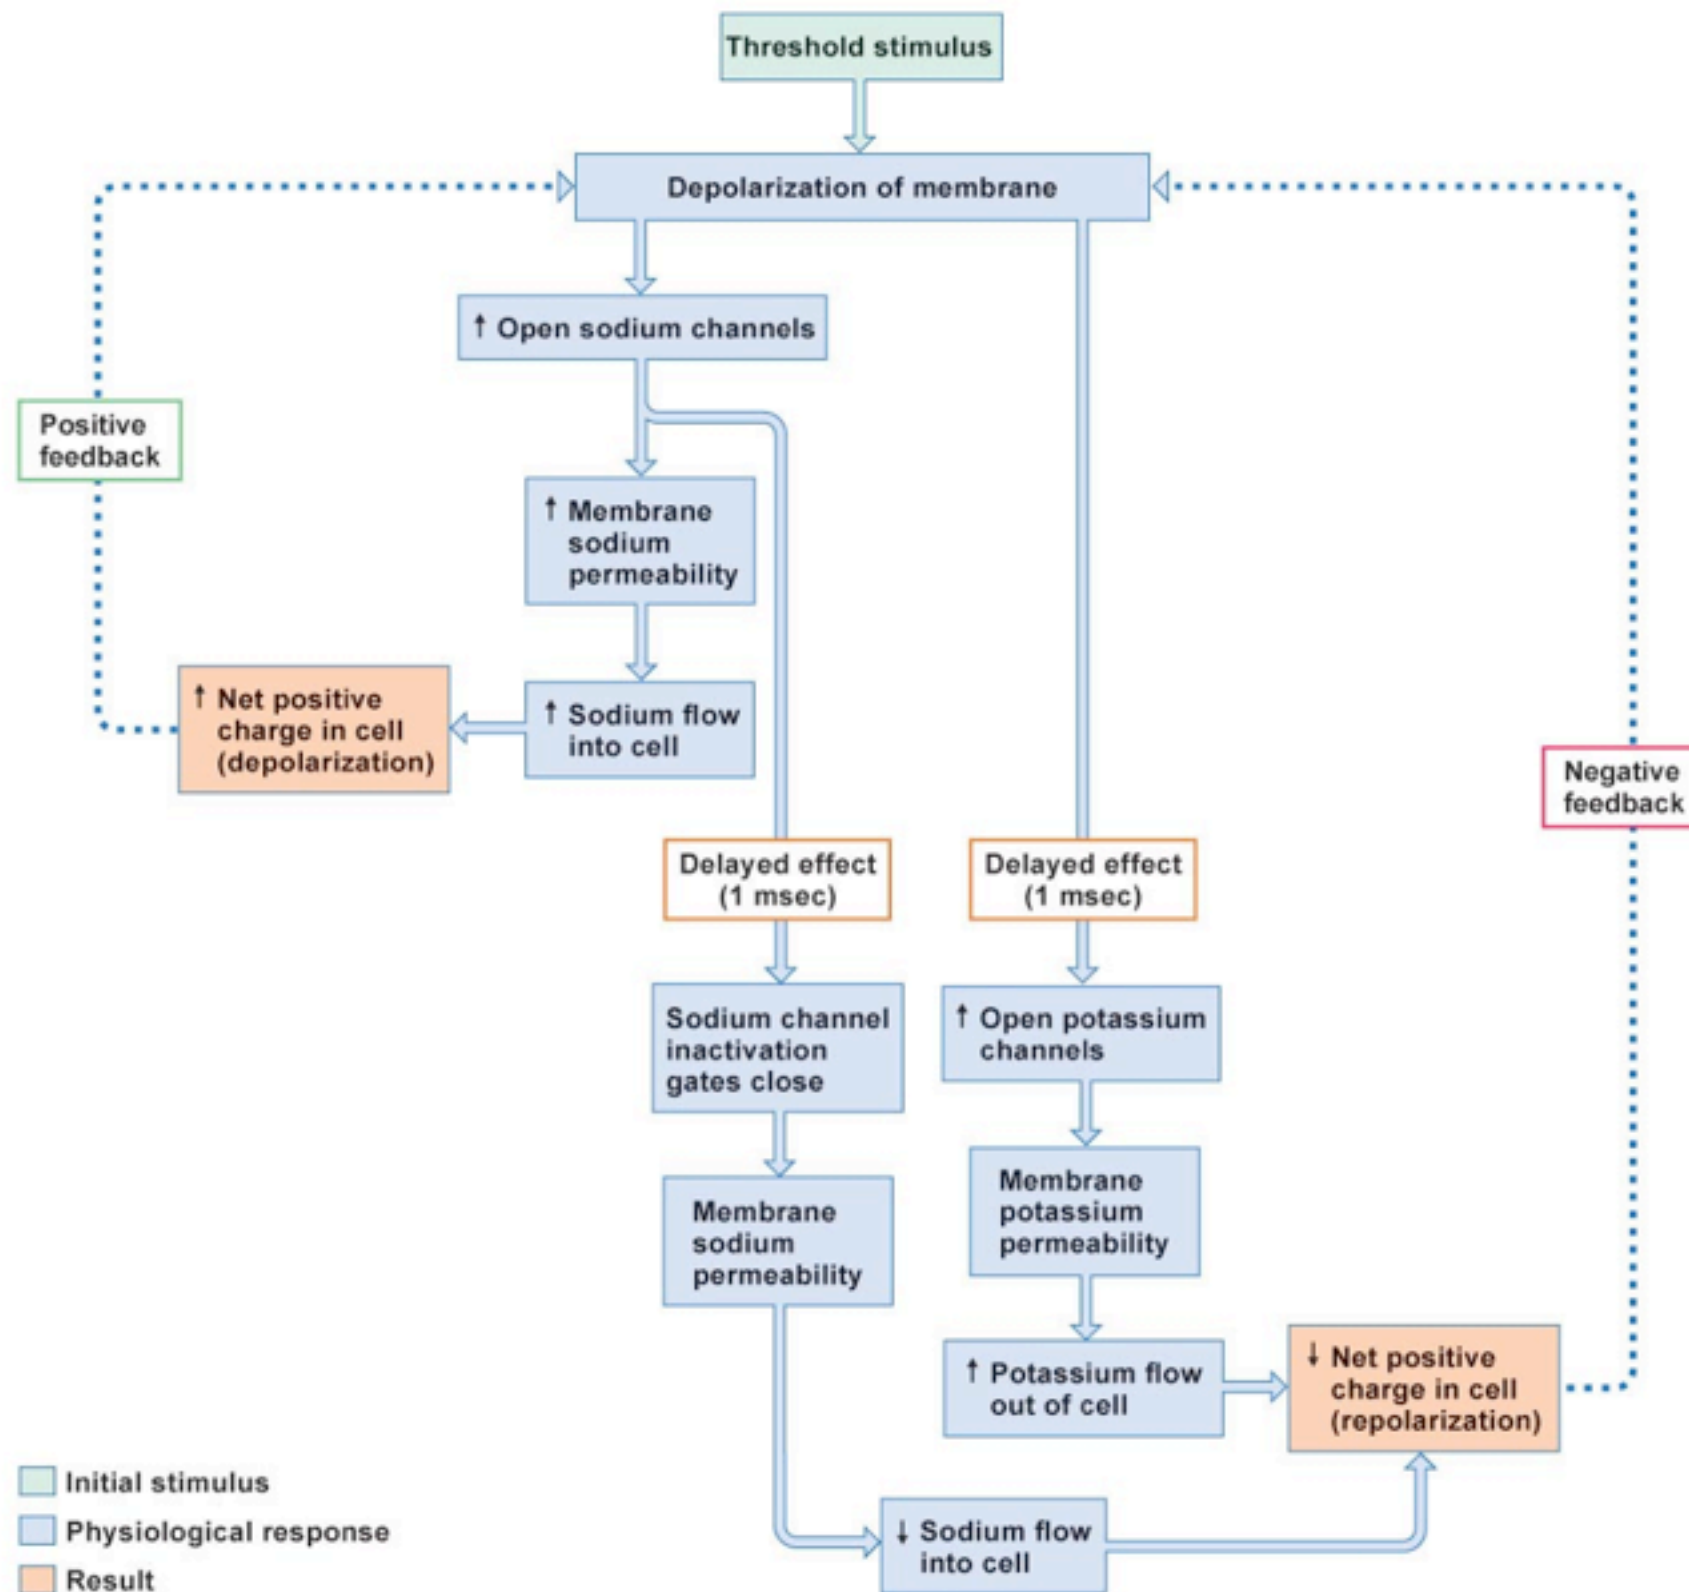 Threshold stimulus
Depolarization of membrane
↑ Open sodium channels
Positive
feedback
↑ Membrane
sodium
permeability
↑ Net positive
charge in cell
(depolarization)
↑ Sodium flow
into cell
Negative
feedback
Delayed effect
(1 msec)
Delayed effect
(1 msec)
Sodium channel
inactivation
gates close
↑ Open potassium
channels
Membrane
sodium
permeability
Membrane
potassium
permeability
↑ Potassium flow
out of cell
↓ Net positive
charge in cell
(repolarization)
↓ Sodium flow
into cell
Initial stimulus
Physiological response
Result